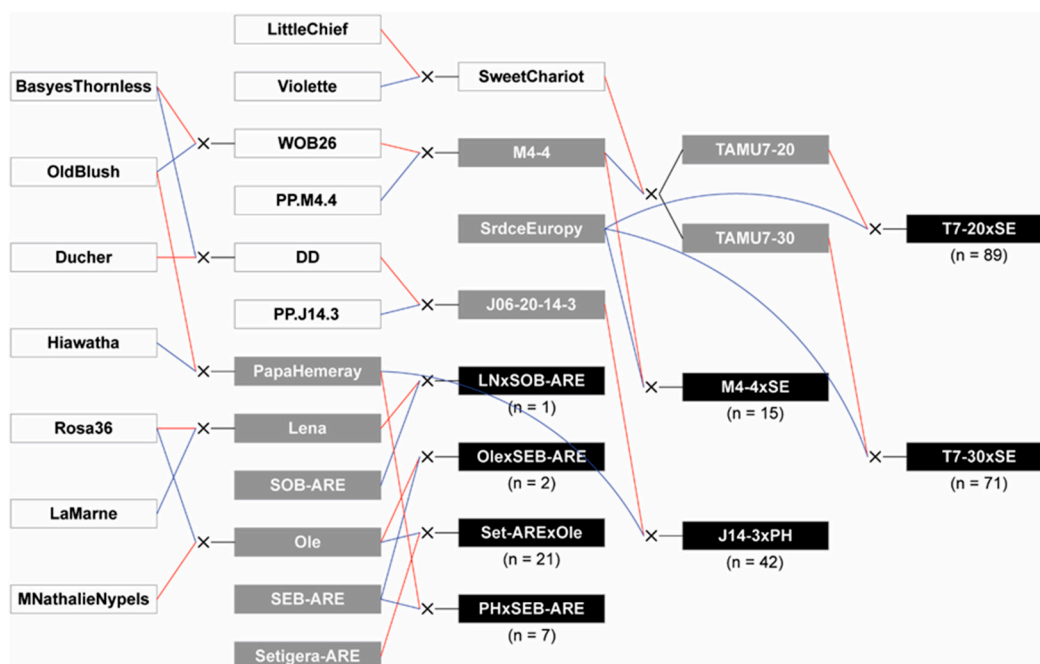 LittleChief
BasyesThornless
Violette
SweetChariot
WOB26
OldBlush
M4-4
TAMU7-20
PP.M4.4
SrdceEuropy
TAMU7-30
T7-20xSE
(n = 89)
Ducher
DD
PP.J14.3
J06-20-14-3
Hiawatha
PapaHemeray
LNxSOB-ARE
(n = 1)
M4-4xSE
(n = 15)
Rosa36
Lena
OlexSEB-ARE
(n = 2)
T7-30xSE
(n = 71)
SOB-ARE
LaMarne
Ole
Set-ARExOle
(n = 21)
J14-3xPH
(n = 42)
MNathalieNypels
SEB-ARE
PHxSEB-ARE
(n = 7)
Setigera-ARE